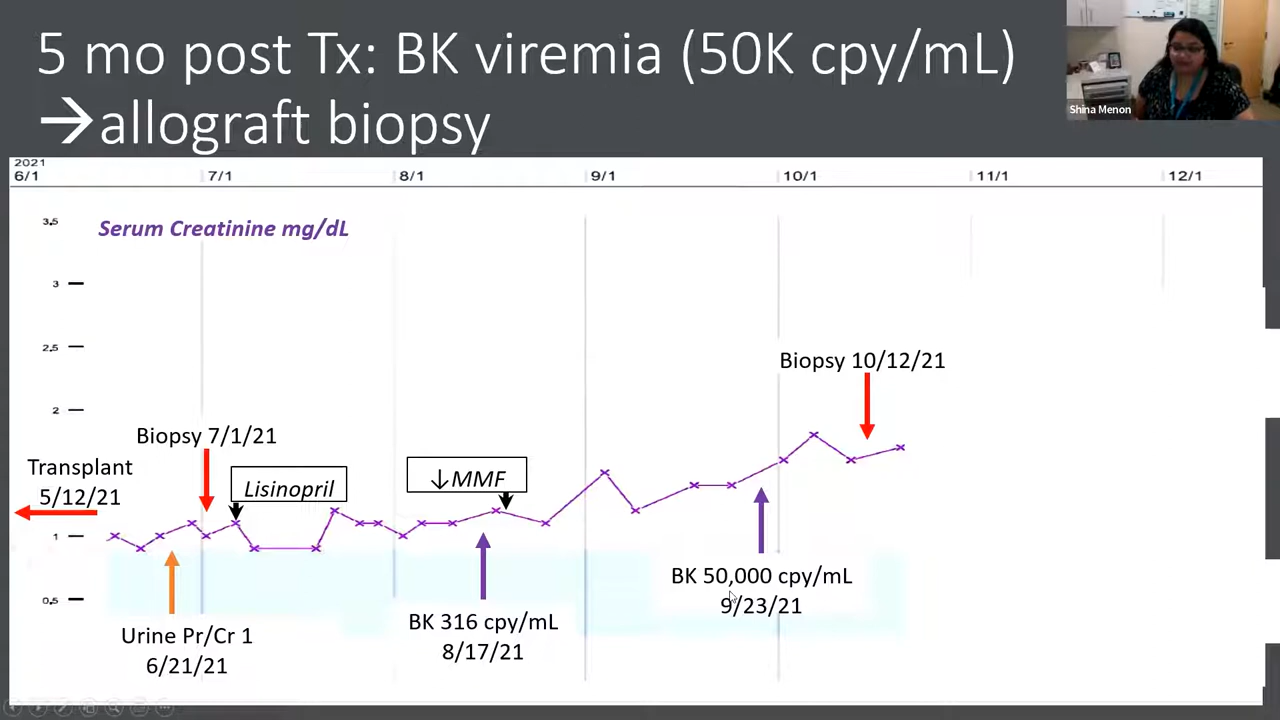 5 mo post Tx: BK viremia (50K cpy/mL)
→allograft biopsy
Shina Menon
2021
6/1
7/1
8/1
9/1
10/1
11/1
12/1
Serum Creatinine mg/dL
3.5
3
2.5
2
1
0.5
Biopsy 10/12/21
Biopsy 7/1/21
Transplant
5/12/21
Lisinopril
↓MMF
BK 50,000 cpy/mL
9/23/21
BK 316 cpy/mL
8/17/21
Urine Pr/Cr 1
6/21/21